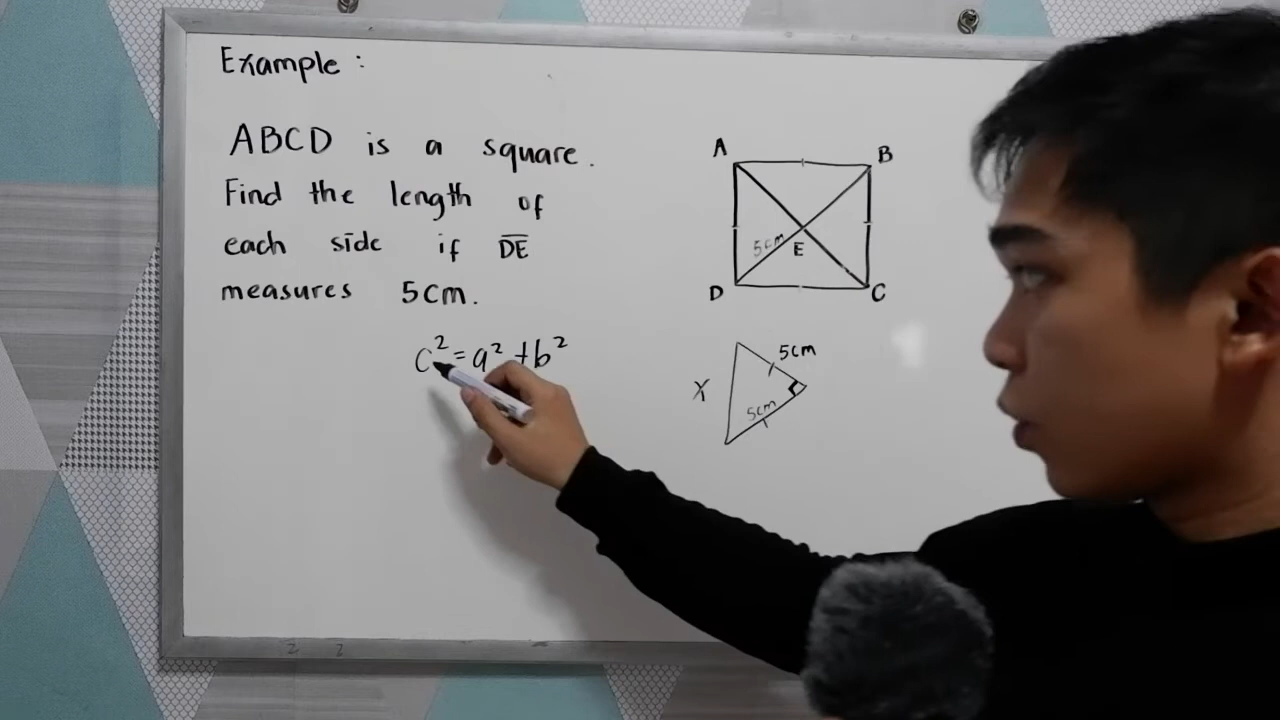 Example :
ABCD is a square.
Find the length of
each side if DE
measures 5cm.
c² = a² + b²
A
B
5cm
E
D
C
5cm
X
5cm